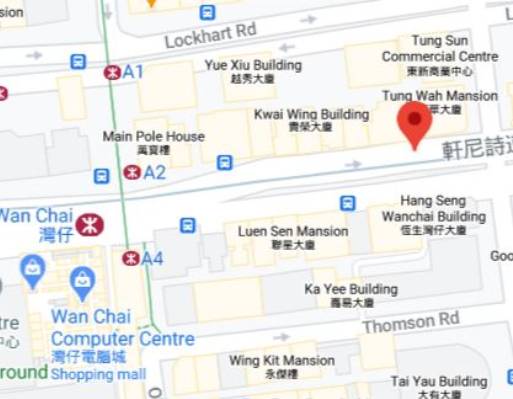 sion
Lockhart Rd
A1
Yue Xiu Building
越秀大廈
Tung Sun
Commercial Centre
東新商業中心
Tung Wah Mansion
華大廈
Kwai Wing Building
貴榮大廈
Main Pole House
萬寶樓
A2
軒尼詩道
Wan Chai
灣仔
Hang Seng
Wanchai Building
恆生灣仔大廈
Luen Sen Mansion
聯星大廈
A4
Goo
Ka Yee Building
嘉易大廈
Wan Chai
Computer Centre
灣仔電腦城
Shopping mall
tre
中心
round
Thomson Rd
Wing Kit Mansion
永傑樓
Tai Yau Building
大有大廈